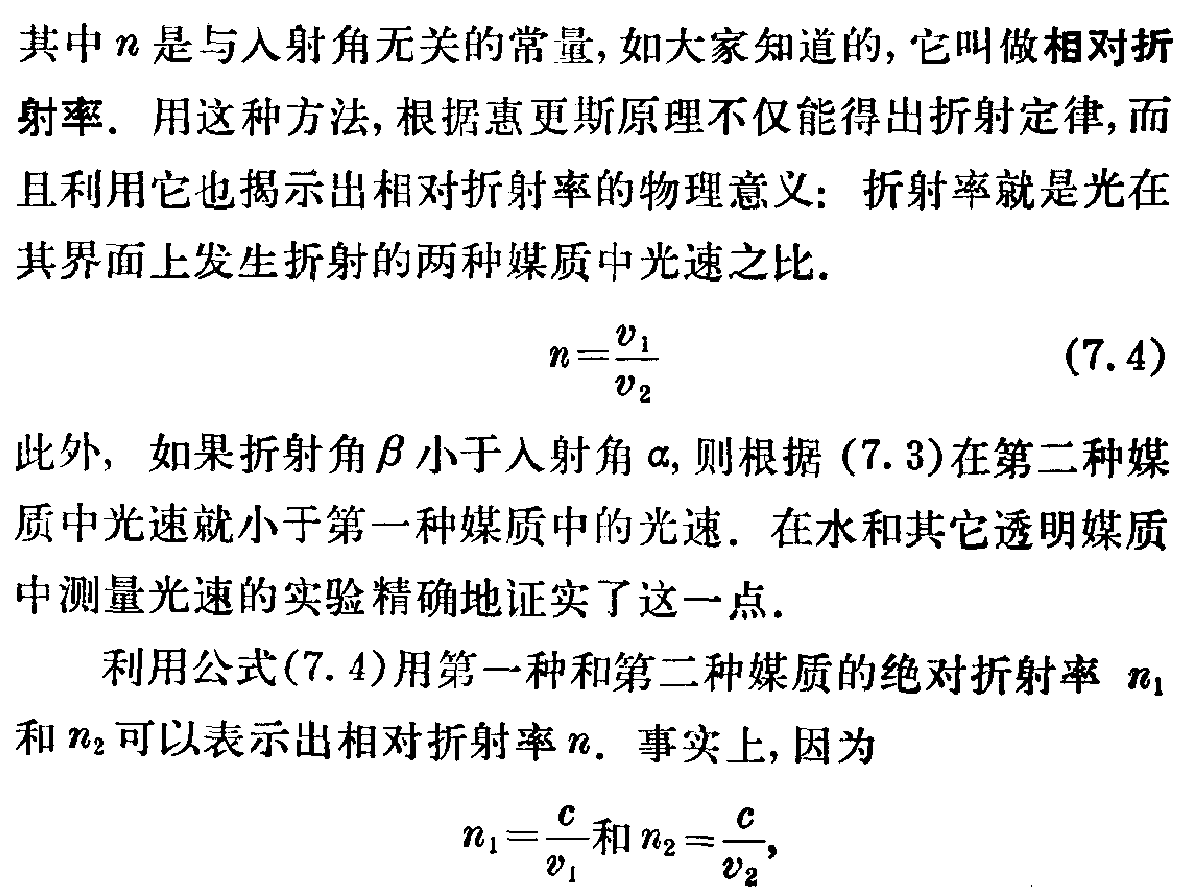 其中 n 是与入射角无关的常量, 如大家知道的, 它叫做相对折
射率. 用这种方法, 根据惠更斯原理不仅能得出折射定律, 而
且利用它也揭示出相对折射率的物理意义: 折射率就是光在
其界面上发生折射的两种媒质中光速之比.
n=v₁/v₂ (7.4)
此外, 如果折射角 β 小于入射角 α, 则根据 (7.3)在第二种媒
质中光速就小于第一种媒质中的光速. 在水和其它透明媒质
中测量光速的实验精确地证实了这一点.
利用公式(7.4)用第一种和第二种媒质的绝对折射率 n₁
和 n₂ 可以表示出相对折射率 n. 事实上, 因为
n₁=c/v₁ 和 n₂=c/v₂,